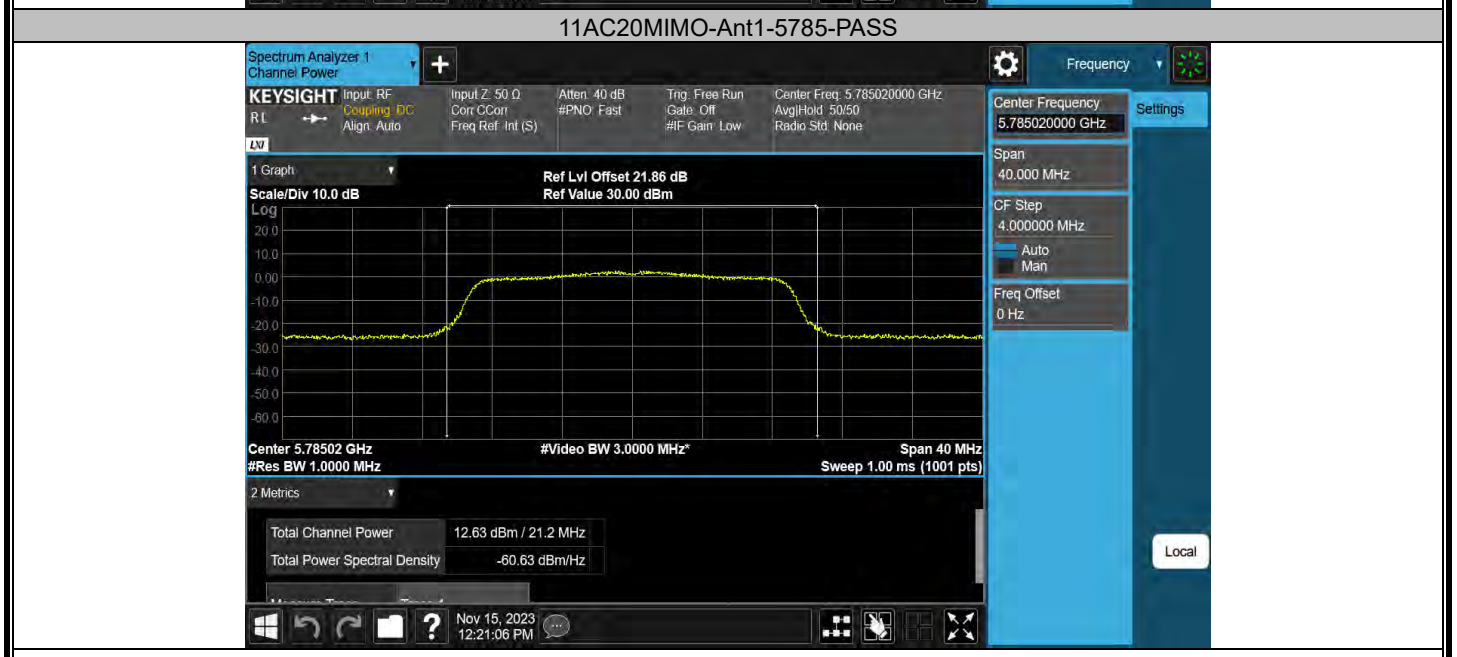 11AC20MIMO-Ant1-5785-PASS
Spectrum Analyzer 1
Channel Power
Frequency
KEYSIGHT
RL
LXI
Input: RF
Coupling: DC
Align: Auto
Input Z: 50 Ω
Corr CCorr
Freq Ref: Int (S)
Atten: 40 dB
#PNO: Fast
Trig: Free Run
Gate: Off
#IF Gain: Low
Center Freq: 5.785020000 GHz
Avg|Hold: 50/50
Radio Std: None
Center Frequency
5.785020000 GHz
Settings
Span
40.000 MHz
CF Step
4.000000 MHz
Auto
Man
Freq Offset
0 Hz
1 Graph
Ref Lvl Offset 21.86 dB
Scale/Div 10.0 dB
Ref Value 30.00 dBm
Log
20.0
10.0
0.00
-10.0
-20.0
-30.0
-40.0
-50.0
-60.0
Center 5.78502 GHz
#Video BW 3.0000 MHz*
Span 40 MHz
#Res BW 1.0000 MHz
Sweep 1.00 ms (1001 pts)
2 Metrics
Total Channel Power
12.63 dBm / 21.2 MHz
Total Power Spectral Density
-60.63 dBm/Hz
Local
?
Nov 15, 2023
12:21:06 PM